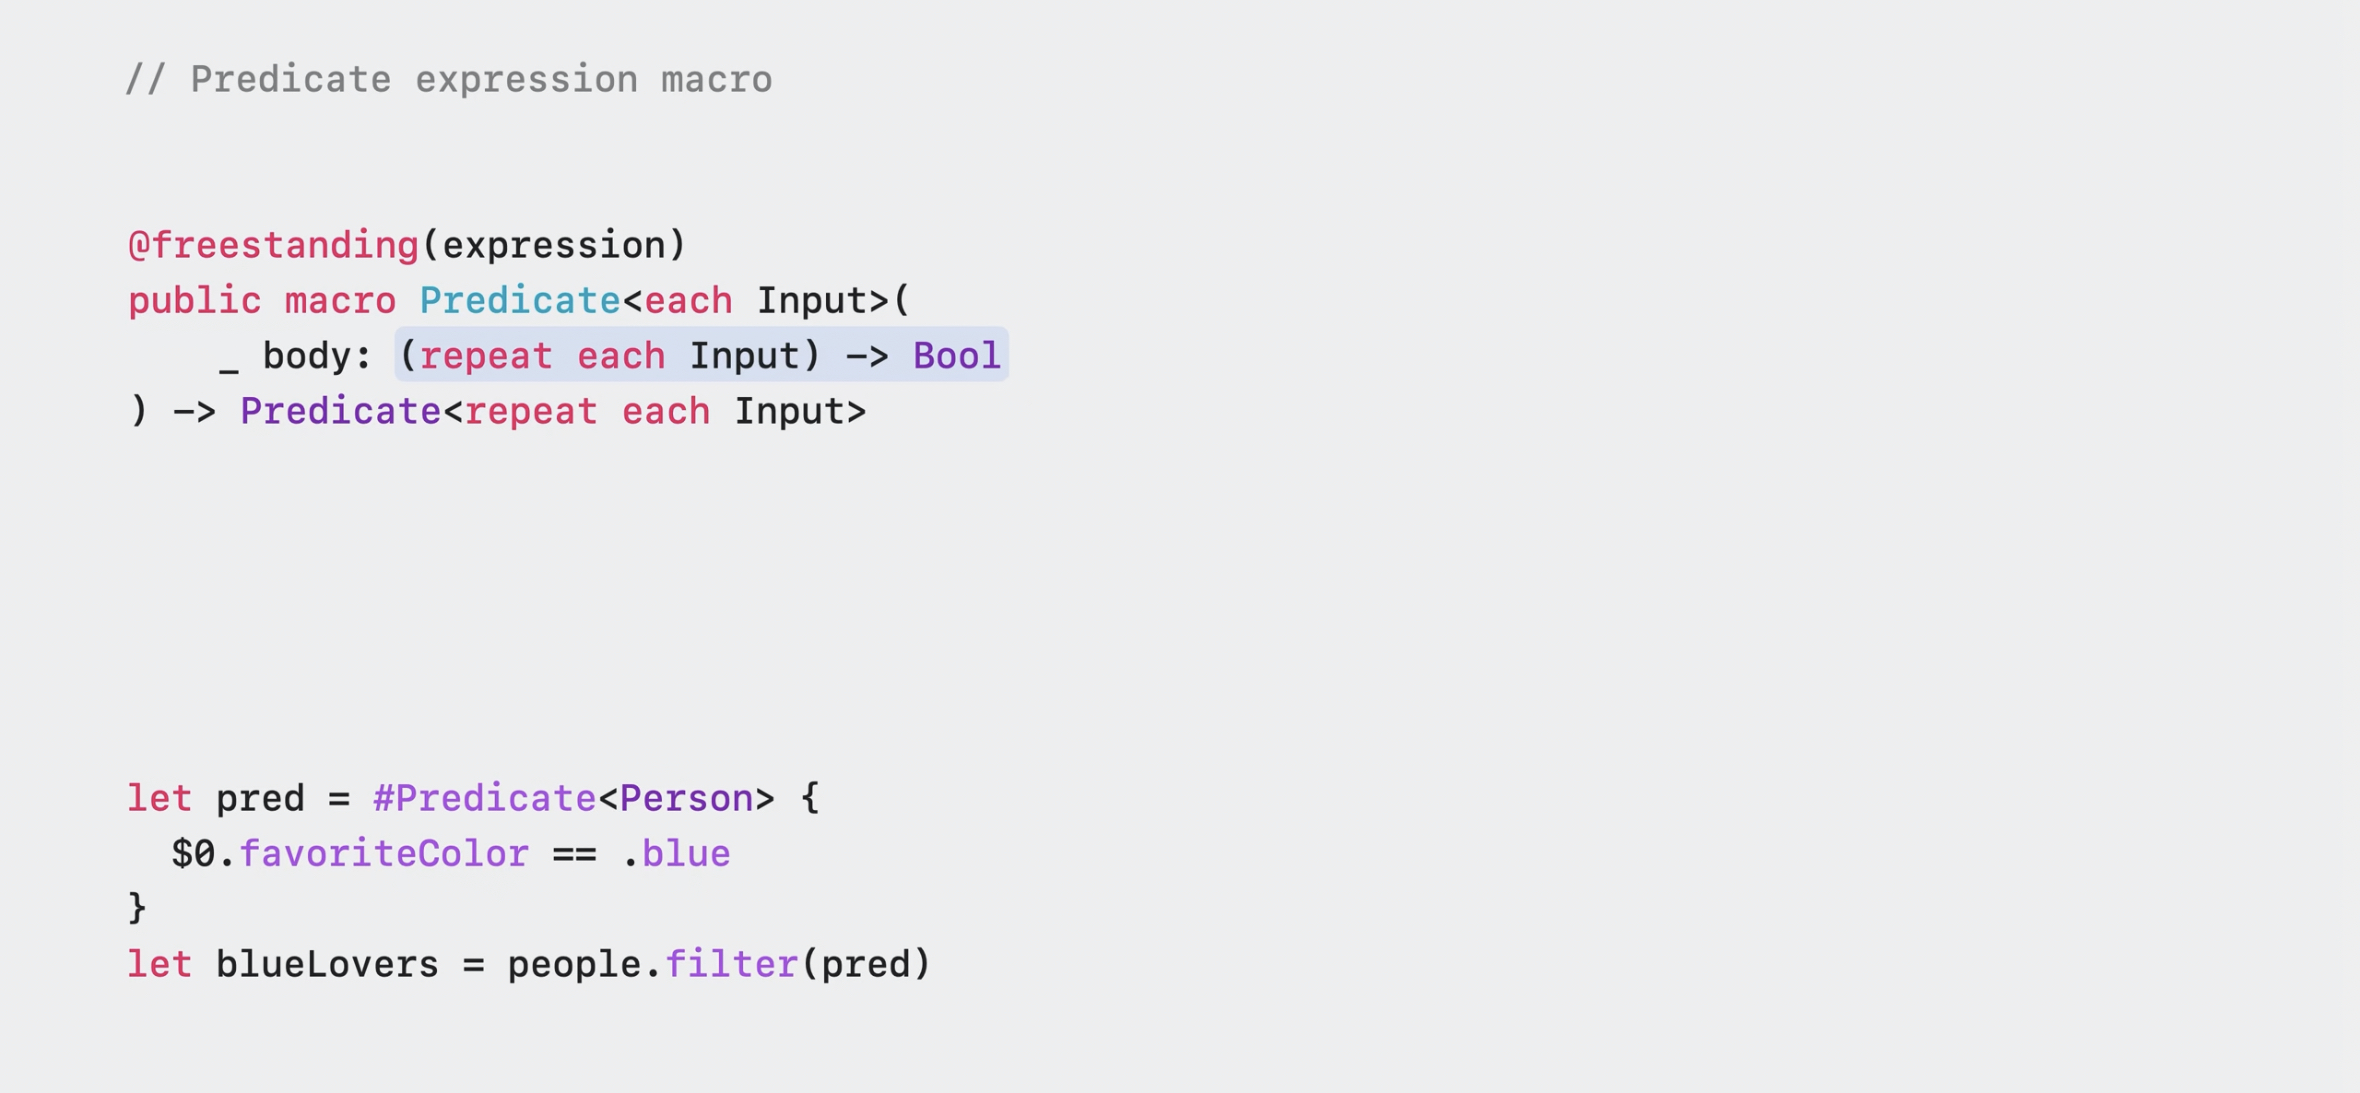 // Predicate expression macro
@freestanding(expression)
public macro Predicate<each Input>(
    _ body: (repeat each Input) -> Bool
) -> Predicate<repeat each Input>
let pred = #Predicate<Person> {
  $0.favoriteColor == .blue
}
let blueLovers = people.filter(pred)